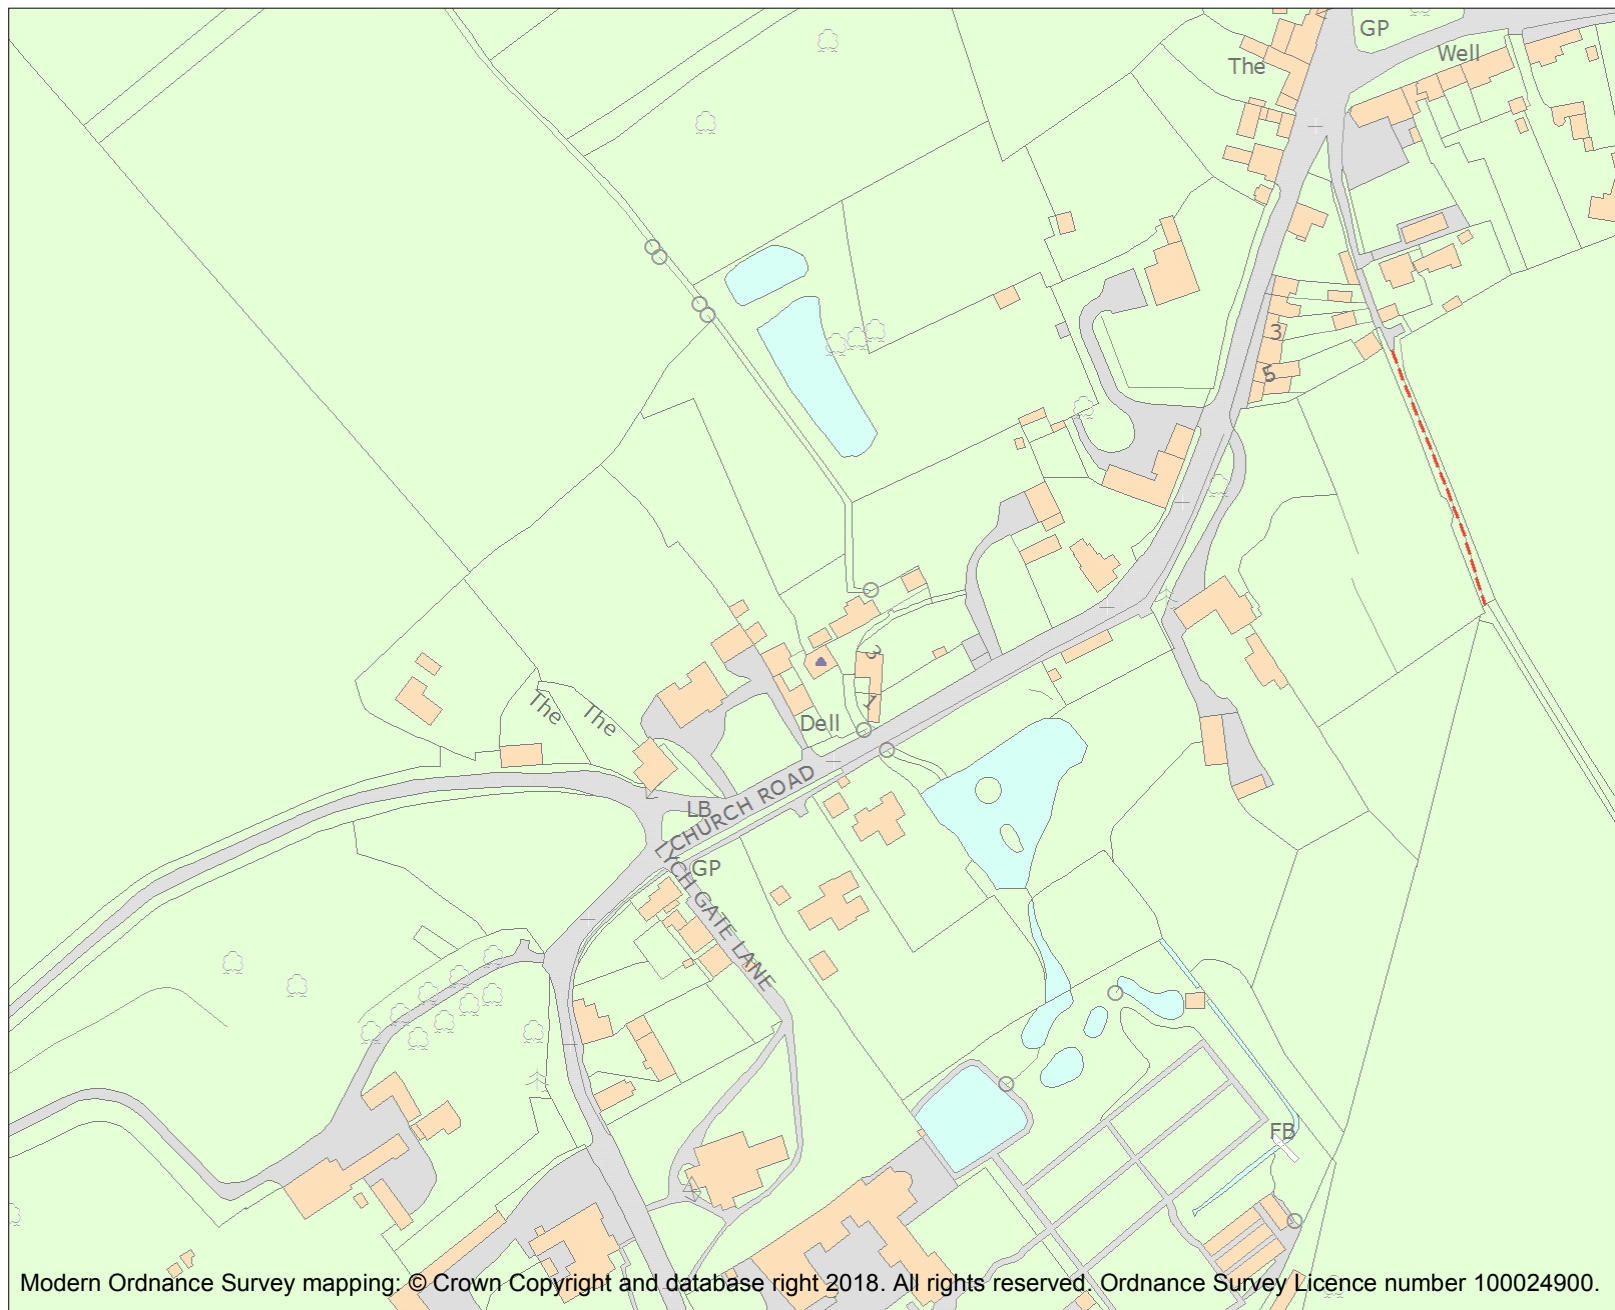 GP
Well
The
3
5
3
1
The
The
Dell
LB
CHURCH ROAD
GP
LYCH GATE LANE
FB
Modern Ordnance Survey mapping: © Crown Copyright and database right 2018. All rights reserved. Ordnance Survey Licence number 100024900.